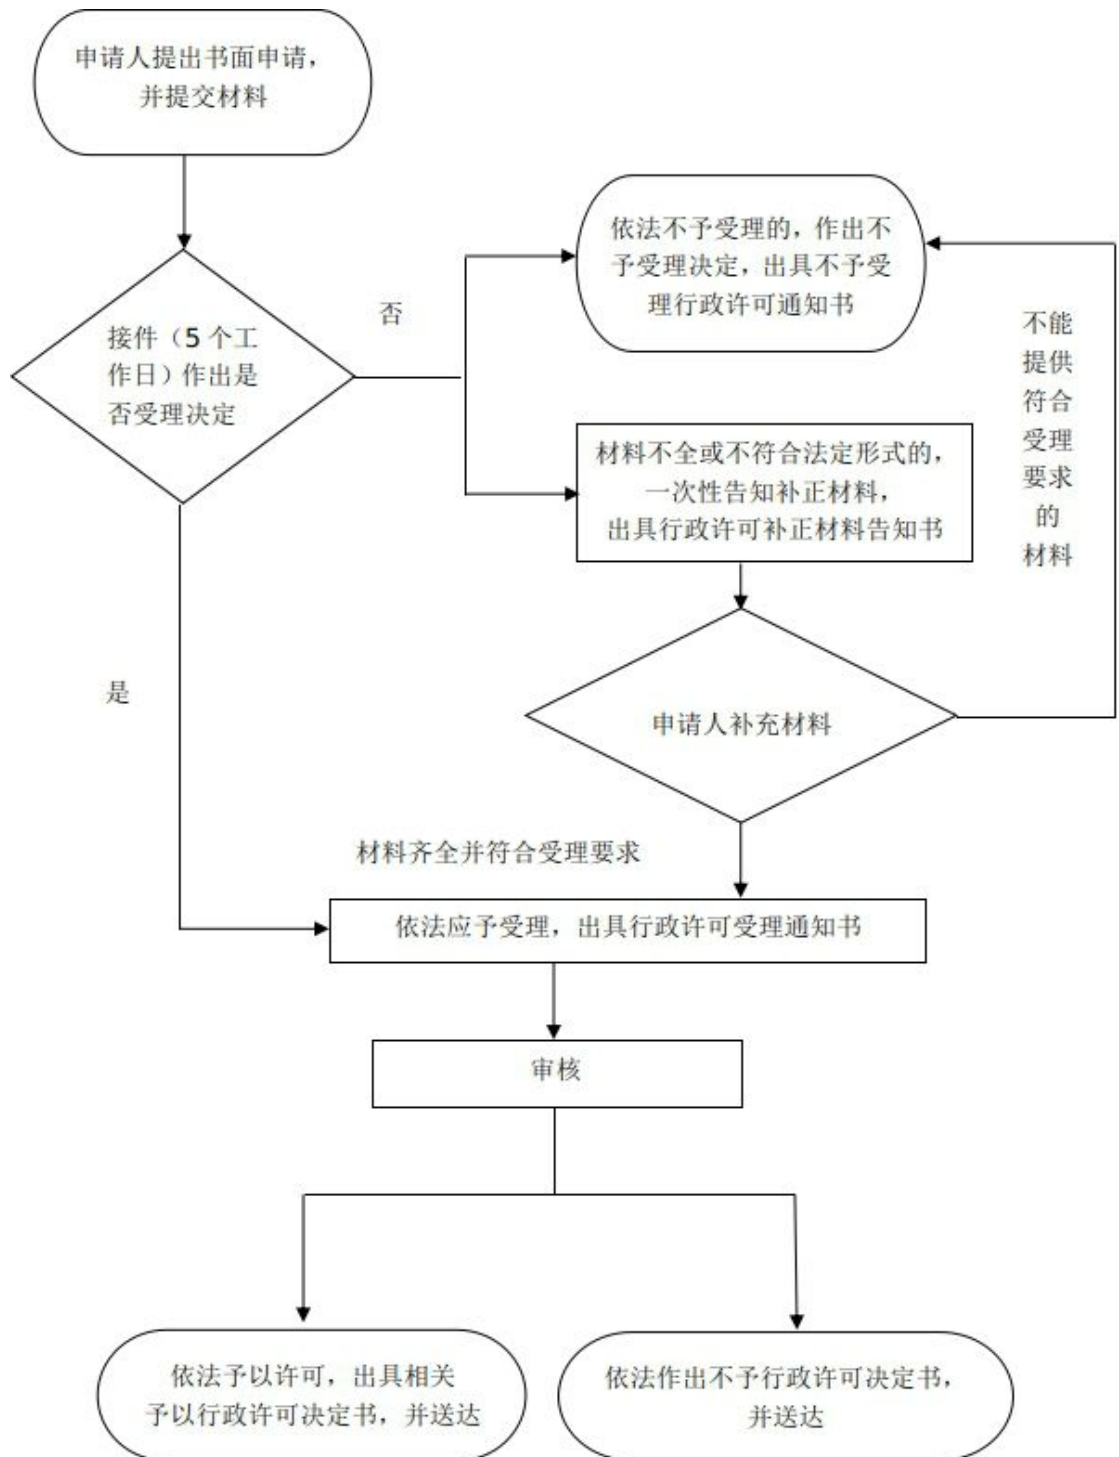 申请人提出书面申请，
并提交材料
依法不予受理的，作出不
予受理决定，出具不予受
理行政许可通知书
否
接件（5 个工
作日）作出是
否受理决定
不能
提供
符合
受理
要求
的
材料
材料不全或不符合法定形式的，
一次性告知补正材料，
出具行政许可补正材料告知书
是
申请人补充材料
材料齐全并符合受理要求
依法应予受理，出具行政许可受理通知书
审核
依法予以许可，出具相关
予以行政许可决定书，并送达
依法作出不予行政许可决定书，
并送达